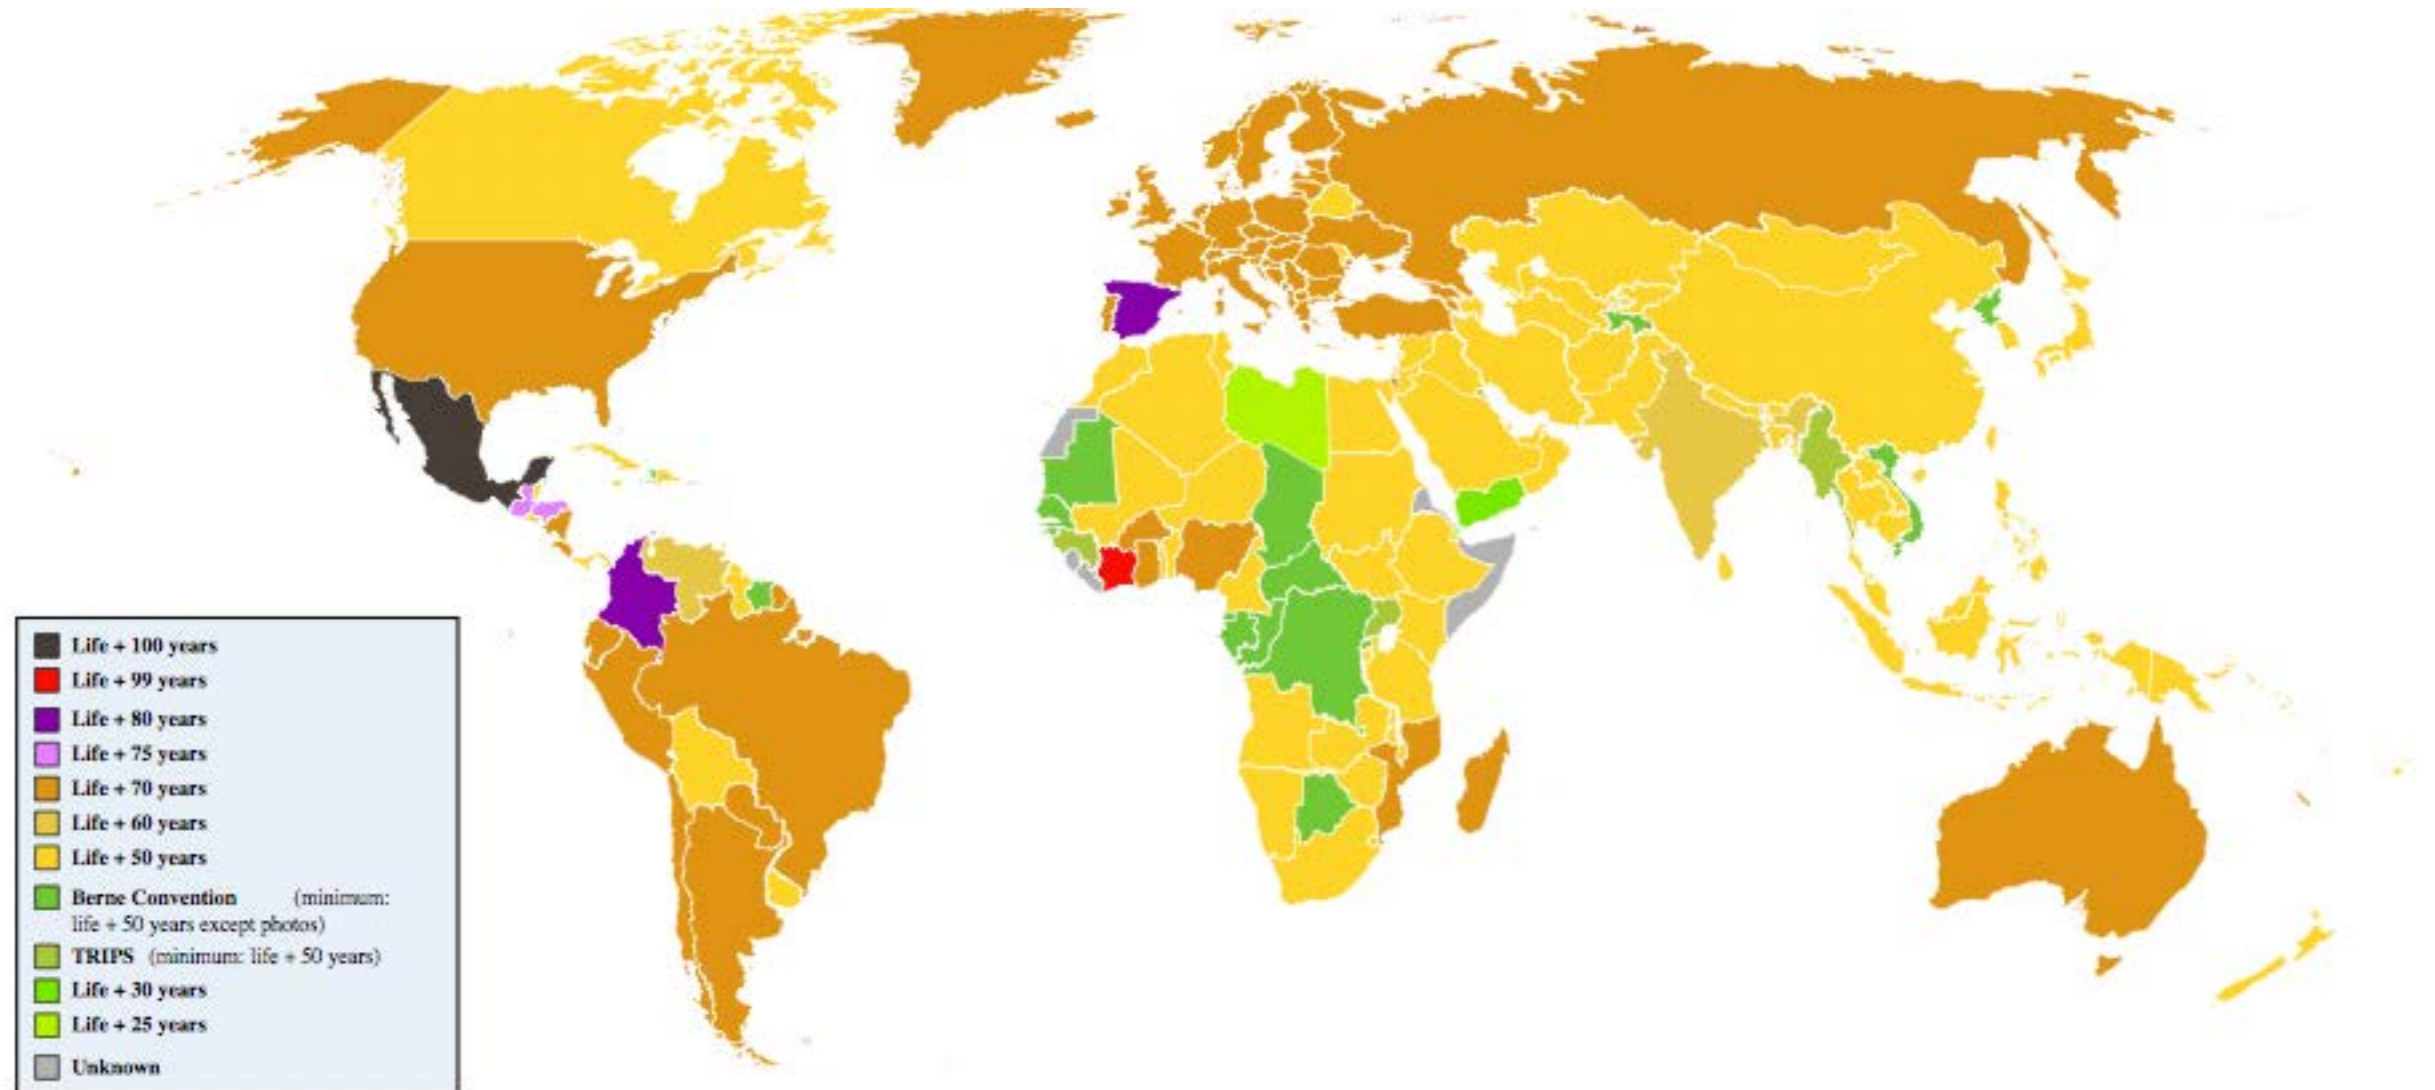 Life + 100 years
Life + 99 years
Life + 80 years
Life + 75 years
Life + 70 years
Life + 60 years
Life + 50 years
Berne Convention (minimum:
life + 50 years except photos)
TRIPS (minimum: life + 50 years)
Life + 30 years
Life + 25 years
Unknown